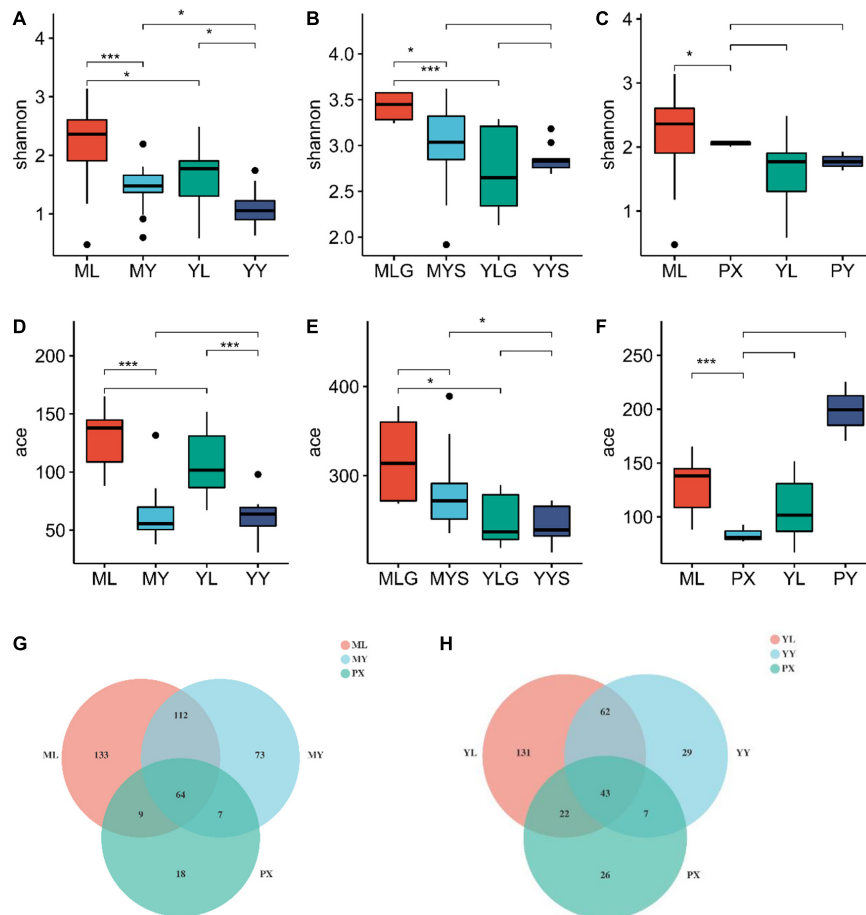 A
B
C
4
3
2
1
shannon
*
*
***
*
ML
MY
YL
YY
4.0
3.5
3.0
2.5
2.0
shannon
*
***
MLG
MYS
YLG
YYS
4
3
2
1
shannon
*
ML
PX
YL
PY
D
E
F
200
150
100
50
ace
***
***
ML
MY
YL
YY
400
300
ace
*
*
MLG
MYS
YLG
YYS
250
200
150
100
ace
***
ML
PX
YL
PY
G
ML
MY
PX
112
ML
133
73
MY
64
9
7
18
PX
H
YL
YY
PX
62
YL
131
29
YY
43
22
7
26
PX